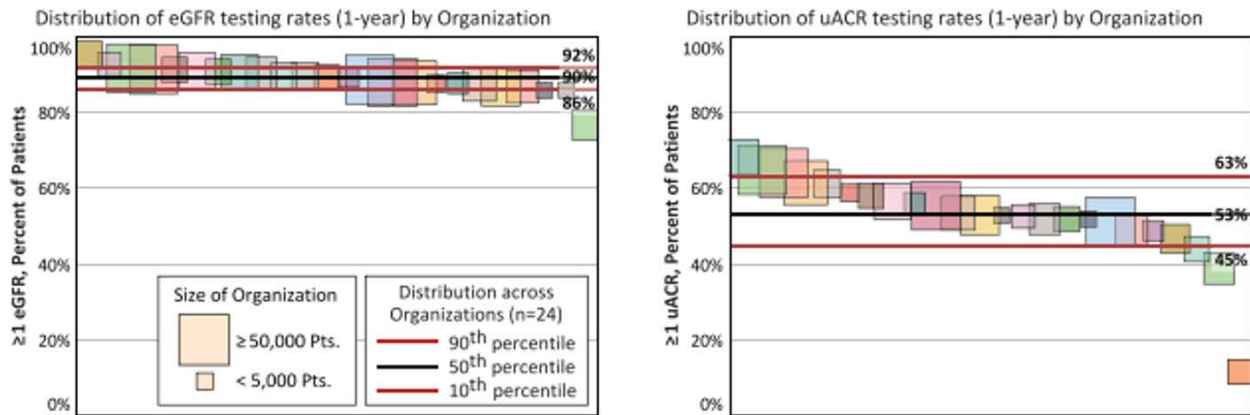 Distribution of eGFR testing rates (1-year) by Organization
≥1 eGFR, Percent of Patients
100%
80%
60%
40%
20%
0%
92%
90%
86%
Size of Organization
≥50,000 Pts.
< 5,000 Pts.
Distribution across
Organizations (n=24)
90th percentile
50th percentile
10th percentile
Distribution of uACR testing rates (1-year) by Organization
≥1 uACR, Percent of Patients
100%
80%
60%
40%
20%
0%
63%
53%
45%